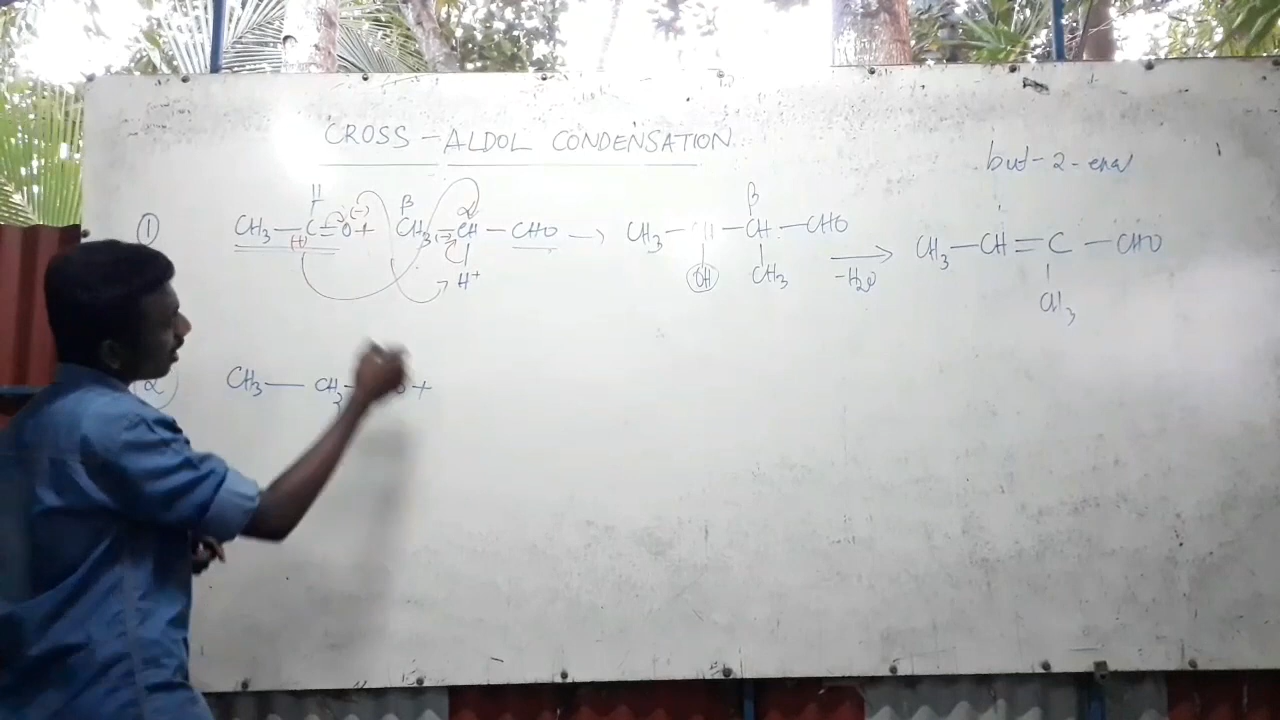 CROSS-ALDOL CONDENSATION
but-2-enal
H β α β
① CH₃—C=O + CH₃—CH—CHO → CH₃—CH—CH—CHO CH₃—CH=C—CHO
(+) (-) (-) H⁺ OH CH₃ -H₂O CH₃
CH₃—CH₂ +